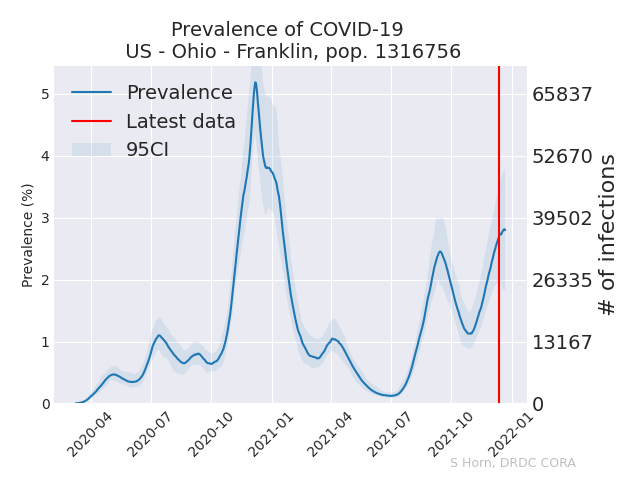 Prevalence of COVID-19
US - Ohio - Franklin, pop. 1316756
Prevalence
Latest data
95CI
Prevalence (%)
5
4
3
2
1
0
65837
52670
39502
26335
13167
0
# of infections
2020-04
2020-07
2020-10
2021-01
2021-04
2021-07
2021-10
2022-01
S Horn, DRDC CORA